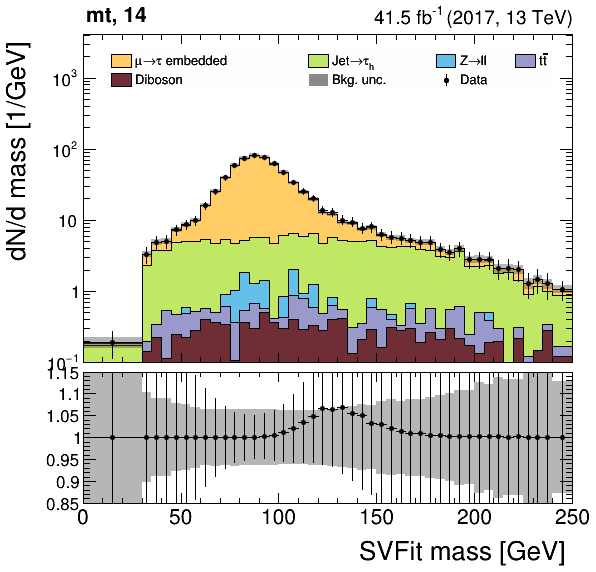 mt, 14
41.5 fb⁻¹ (2017, 13 TeV)
dN/d mass [1/GeV]
μ→τ embedded
Jet→τₕ
Z→ll
tt̄
Diboson
Bkg. unc.
Data
10³
10²
10
1
10⁻¹
1.15
1.1
1.05
1
0.95
0.9
0.85
0 50 100 150 200 250
SVFit mass [GeV]